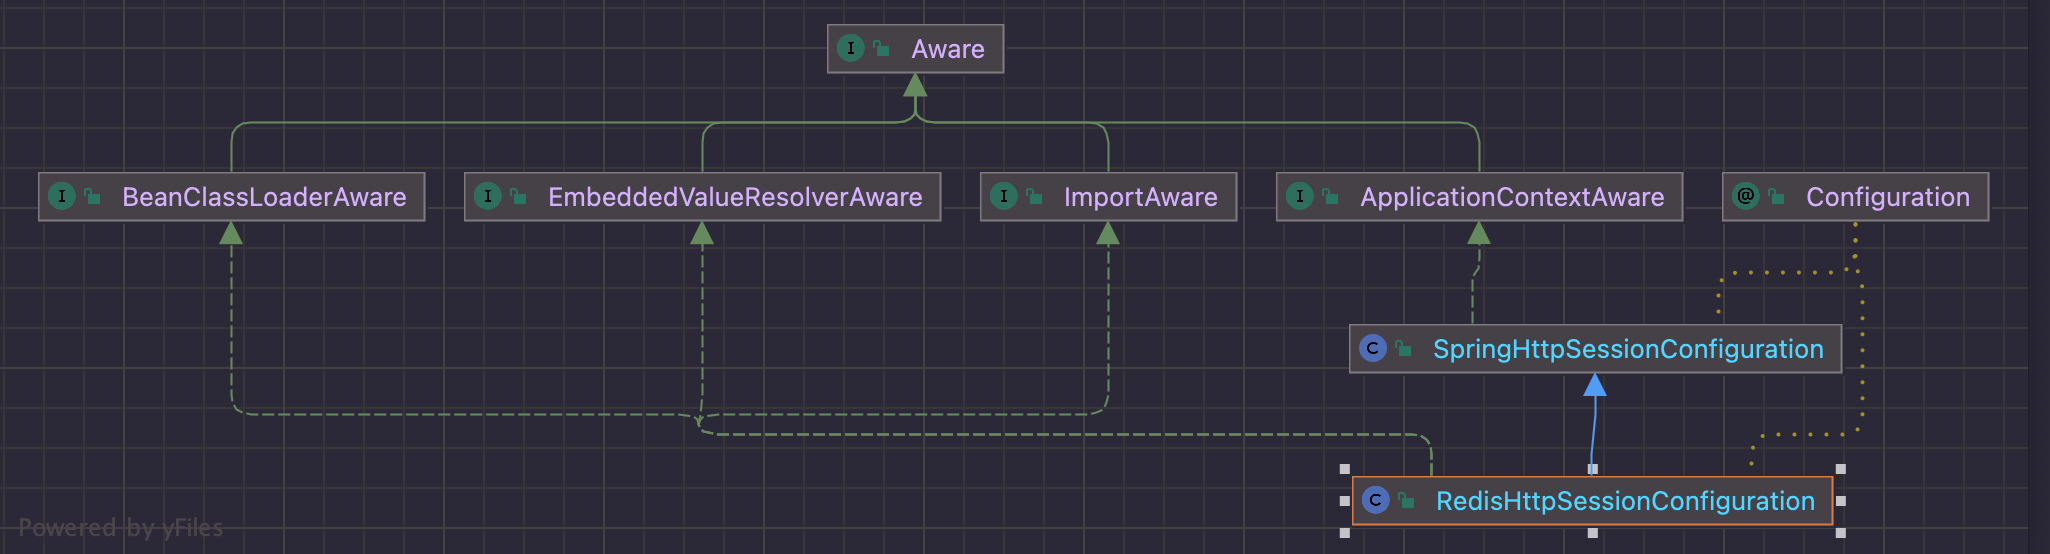 I Aware
I BeanClassLoaderAware
I EmbeddedValueResolverAware
I ImportAware
I ApplicationContextAware
@ Configuration
C SpringHttpSessionConfiguration
C RedisHttpSessionConfiguration
Powered by yFiles